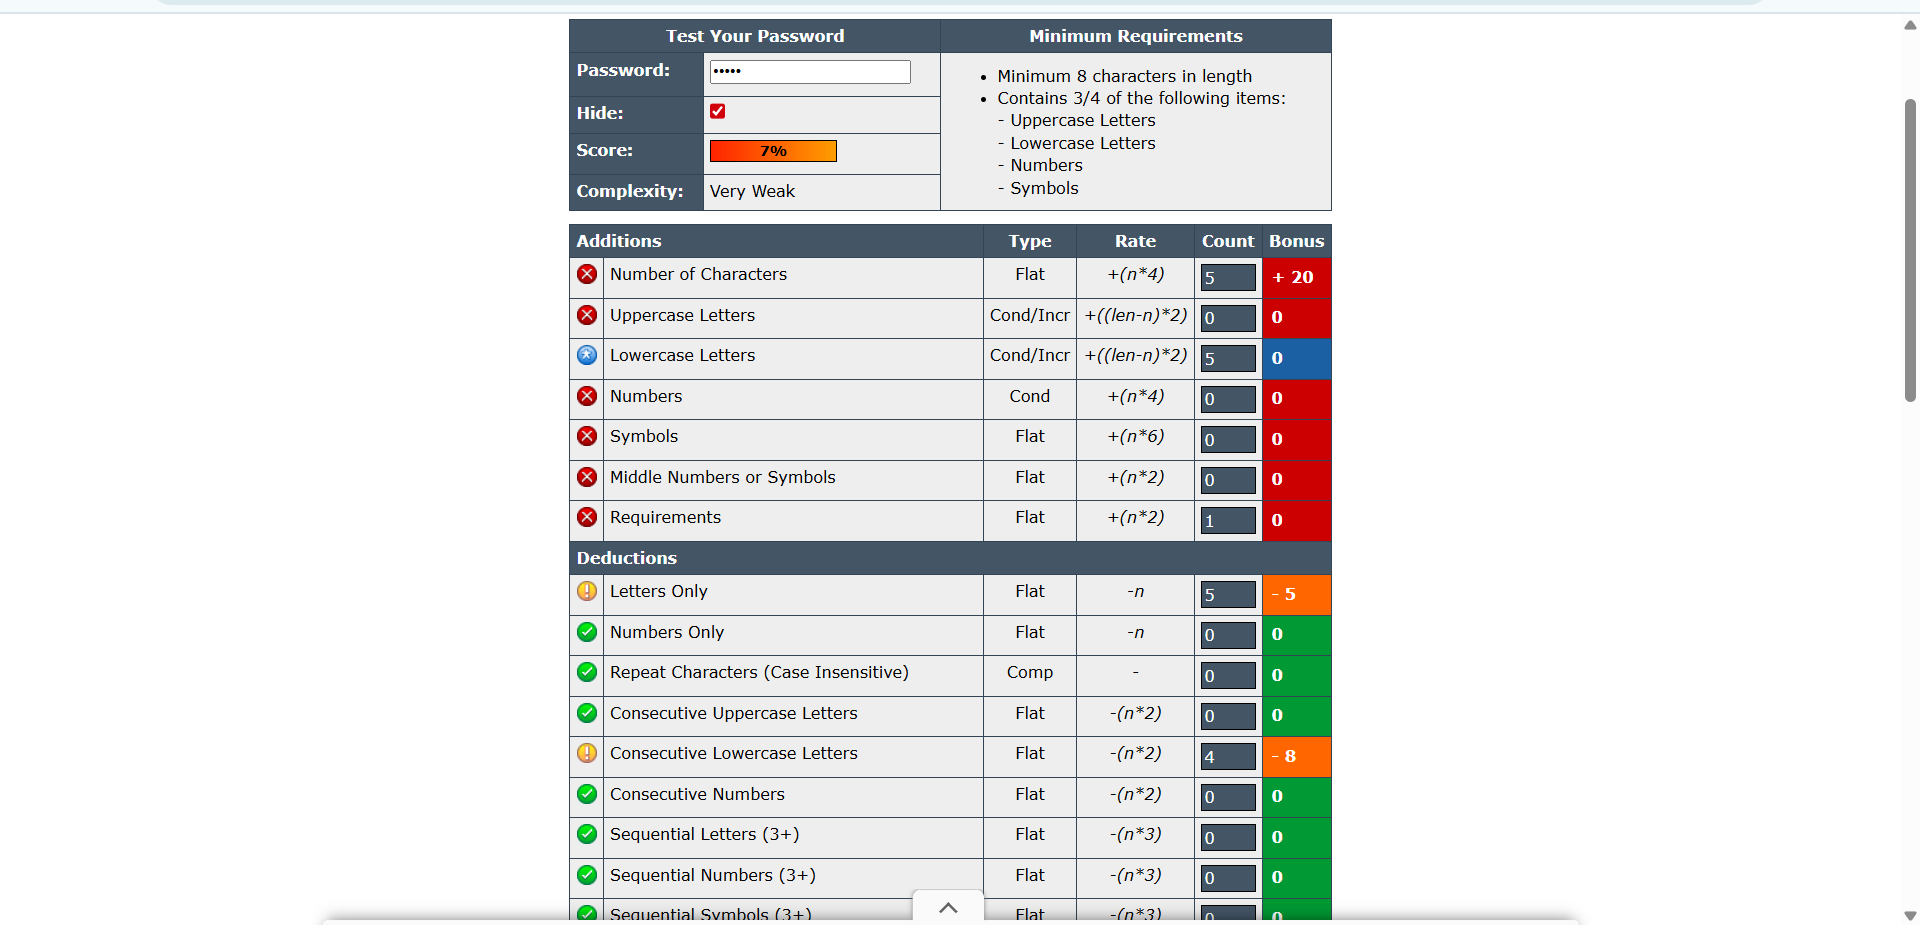 Test Your Password Minimum Requirements
Password: •••••
Hide:
Score: 7%
Complexity: Very Weak
• Minimum 8 characters in length
• Contains 3/4 of the following items:
- Uppercase Letters
- Lowercase Letters
- Numbers
- Symbols
Additions Type Rate Count Bonus
Number of Characters Flat +(n*4) 5 + 20
Uppercase Letters Cond/Incr +((len-n)*2) 0 0
Lowercase Letters Cond/Incr +((len-n)*2) 5 0
Numbers Cond +(n*4) 0 0
Symbols Flat +(n*6) 0 0
Middle Numbers or Symbols Flat +(n*2) 0 0
Requirements Flat +(n*2) 1 0
Deductions
Letters Only Flat -n 5 - 5
Numbers Only Flat -n 0 0
Repeat Characters (Case Insensitive) Comp - 0 0
Consecutive Uppercase Letters Flat -(n*2) 0 0
Consecutive Lowercase Letters Flat -(n*2) 4 - 8
Consecutive Numbers Flat -(n*2) 0 0
Sequential Letters (3+) Flat -(n*3) 0 0
Sequential Numbers (3+) Flat -(n*3) 0 0
Sequential Symbols (3+) Flat -(n*3) 0 0